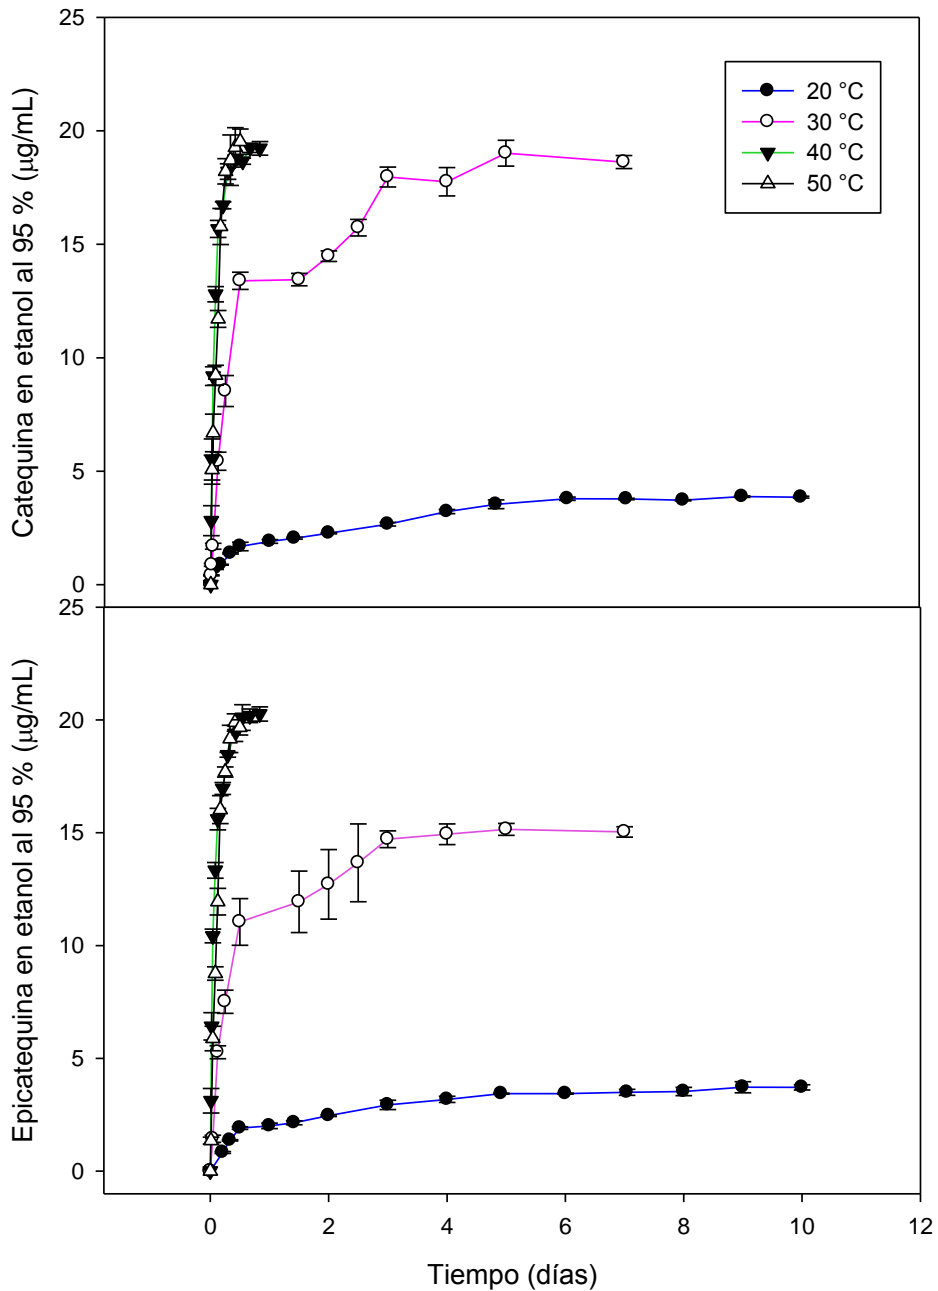 Catequina en etanol al 95 % (μg/mL)
25
20
15
10
5
0
20 °C
30 °C
40 °C
50 °C
Epicatequina en etanol al 95 % (μg/mL)
25
20
15
10
5
0
0 2 4 6 8 10 12
Tiempo (días)